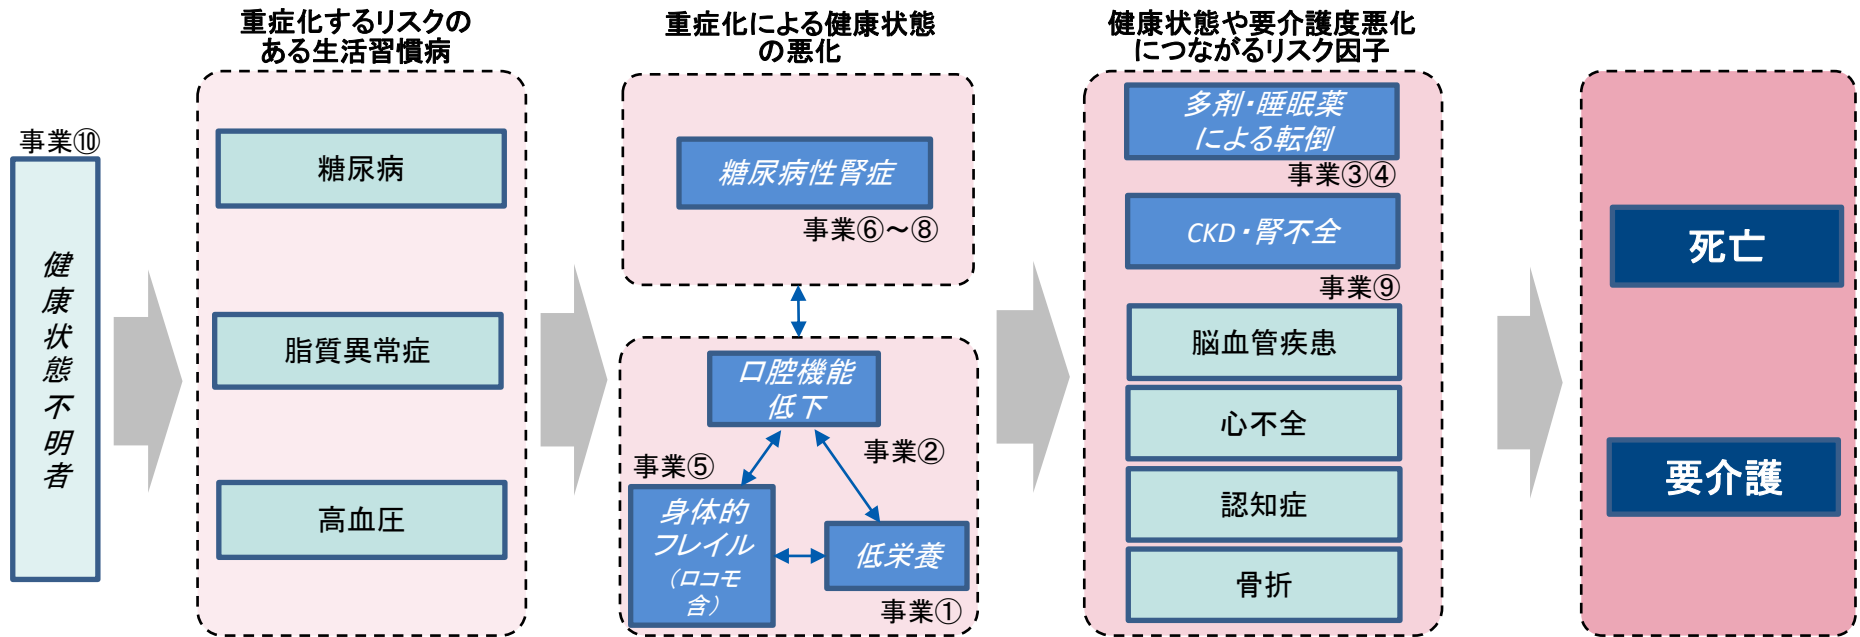 事業⑩
健
康
状
態
不
明
者
重症化するリスクの
ある生活習慣病
糖尿病
脂質異常症
高血圧
重症化による健康状態
の悪化
糖尿病性腎症
事業⑥～⑧
口腔機能
低下
事業②
事業⑤
身体的
フレイル
（ロコモ
含）
低栄養
事業①
健康状態や要介護度悪化
につながるリスク因子
多剤・睡眠薬
による転倒
事業③④
CKD・腎不全
事業⑨
脳血管疾患
心不全
認知症
骨折
死亡
要介護